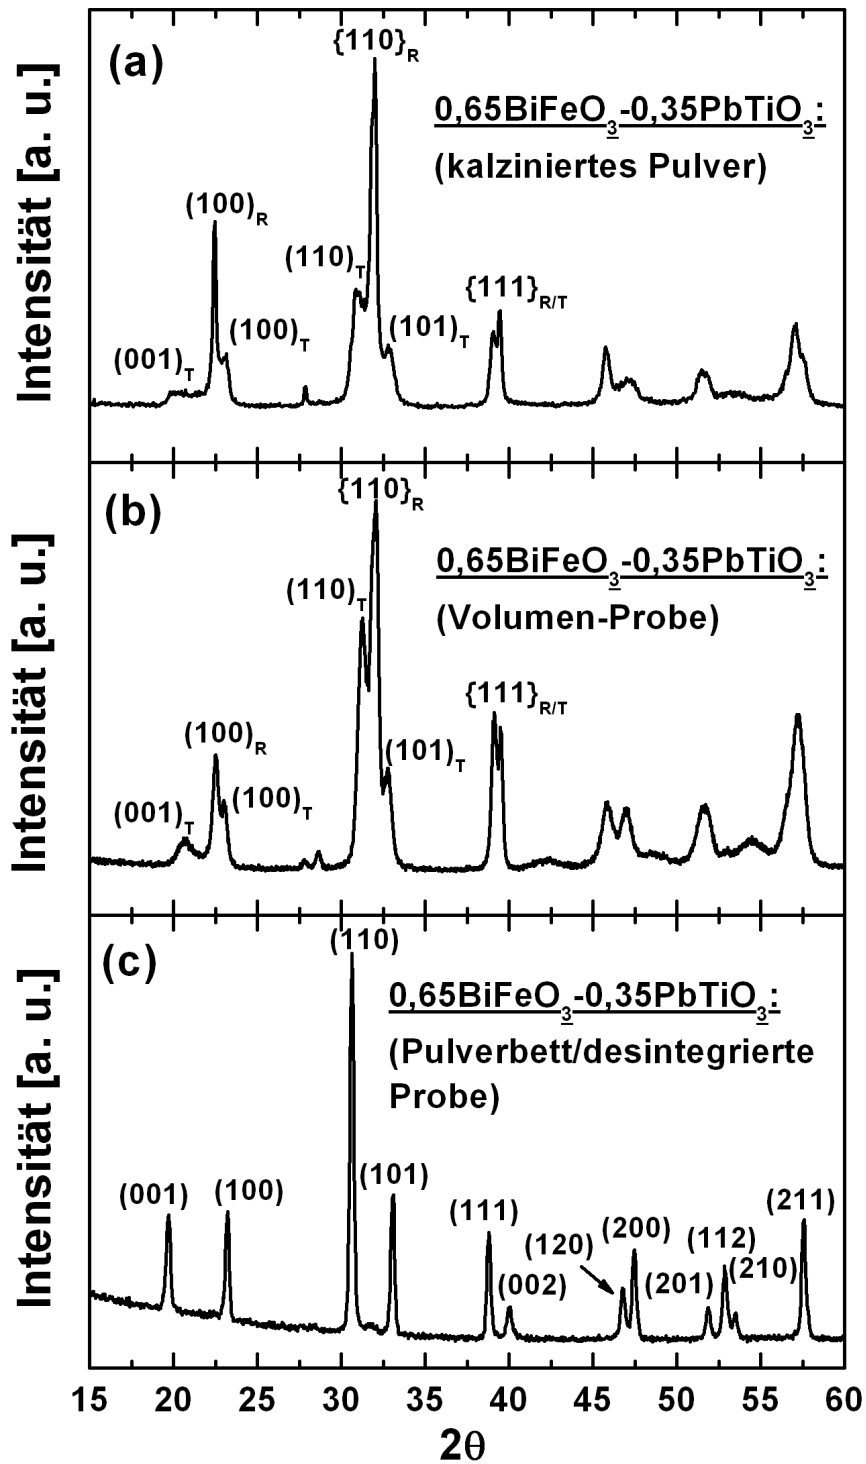 (a)
{110}R
0,65BiFeO3-0,35PbTiO3:
(kalziniertes Pulver)
(100)R
(110)T
{111}R/T
(101)T
(100)T
(001)T
Intensität [a. u.]
(b)
{110}R
0,65BiFeO3-0,35PbTiO3:
(Volumen-Probe)
(110)T
{111}R/T
(100)R
(101)T
(100)T
(001)T
Intensität [a. u.]
(c)
(110)
0,65BiFeO3-0,35PbTiO3:
(Pulverbett/desintegrierte
Probe)
(001)
(100)
(101)
(111)
(002)
(120)
(200)
(201)
(112)
(210)
(211)
Intensität [a. u.]
15 20 25 30 35 40 45 50 55 60
2θ